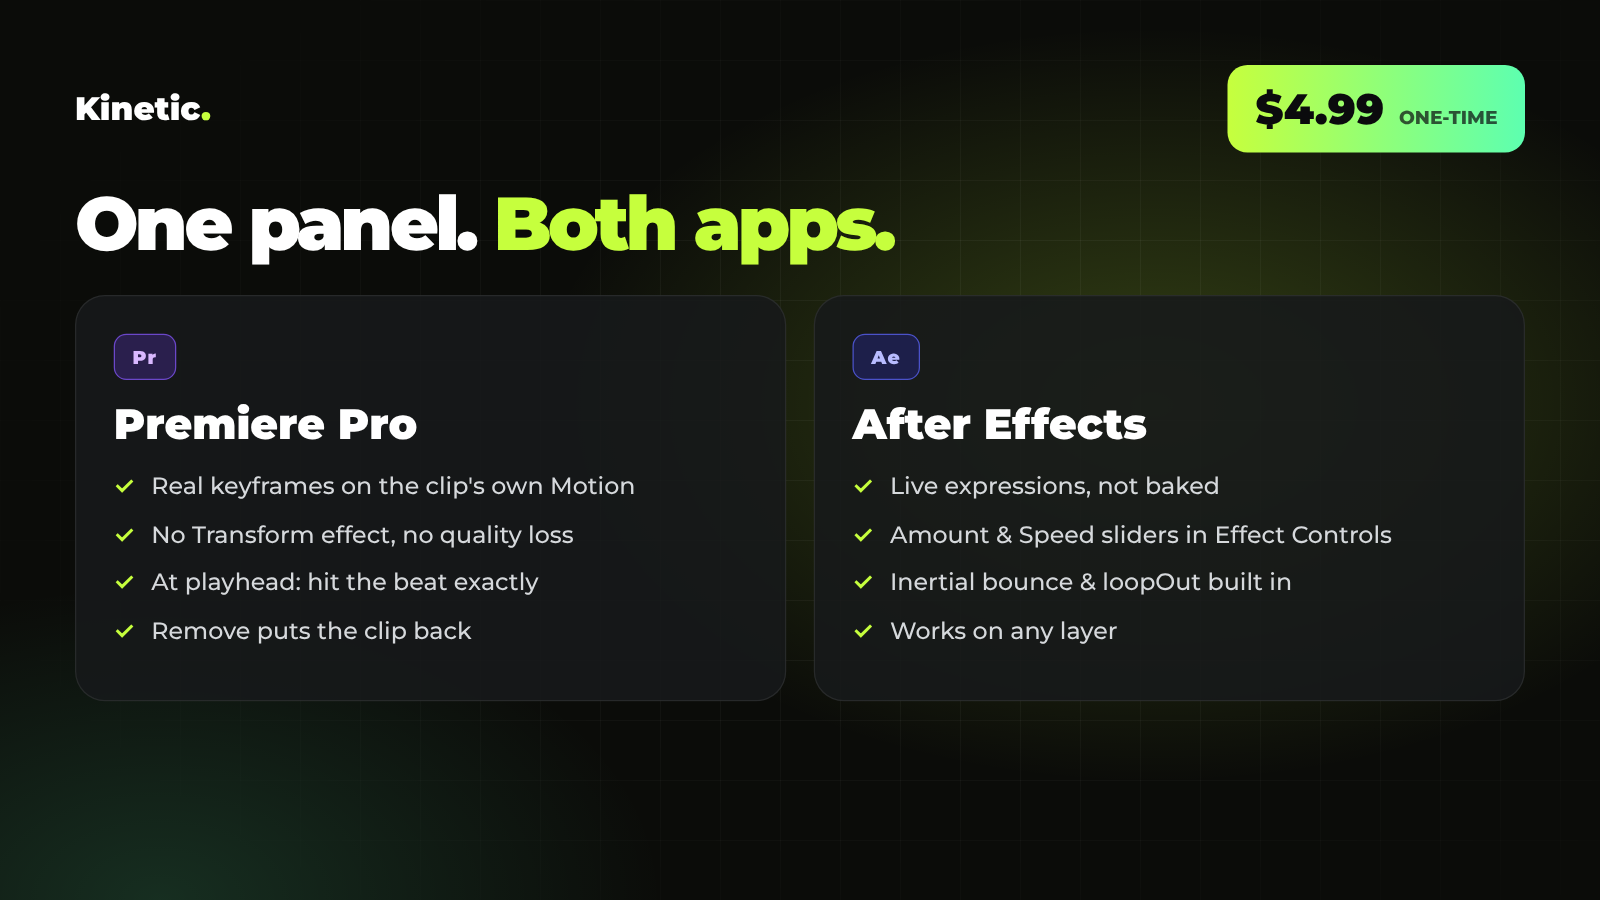 Kinetic.
$4.99 ONE-TIME
One panel. Both apps.
Pr
Premiere Pro
Real keyframes on the clip's own Motion
No Transform effect, no quality loss
At playhead: hit the beat exactly
Remove puts the clip back
Ae
After Effects
Live expressions, not baked
Amount & Speed sliders in Effect Controls
Inertial bounce & loopOut built in
Works on any layer